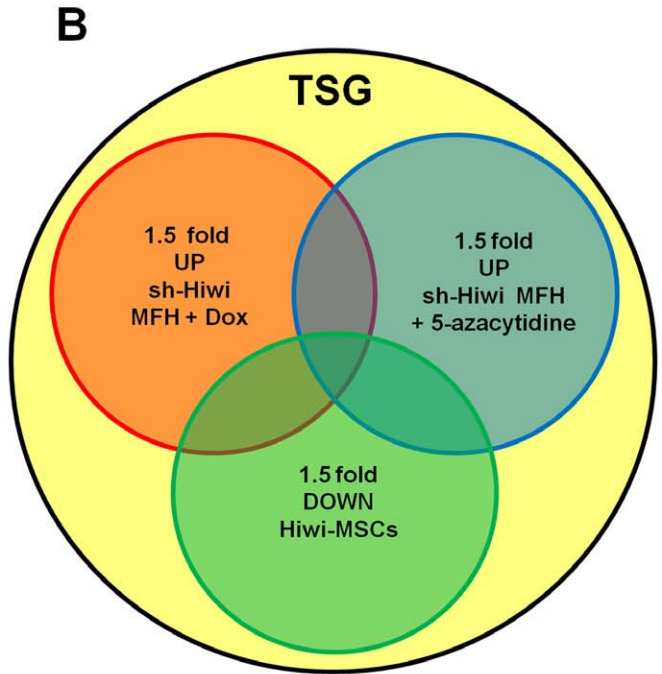 B
TSG
1.5 fold
UP
sh-Hiwi
MFH + Dox
1.5 fold
UP
sh-Hiwi MFH
+ 5-azacytidine
1.5 fold
DOWN
Hiwi-MSCs